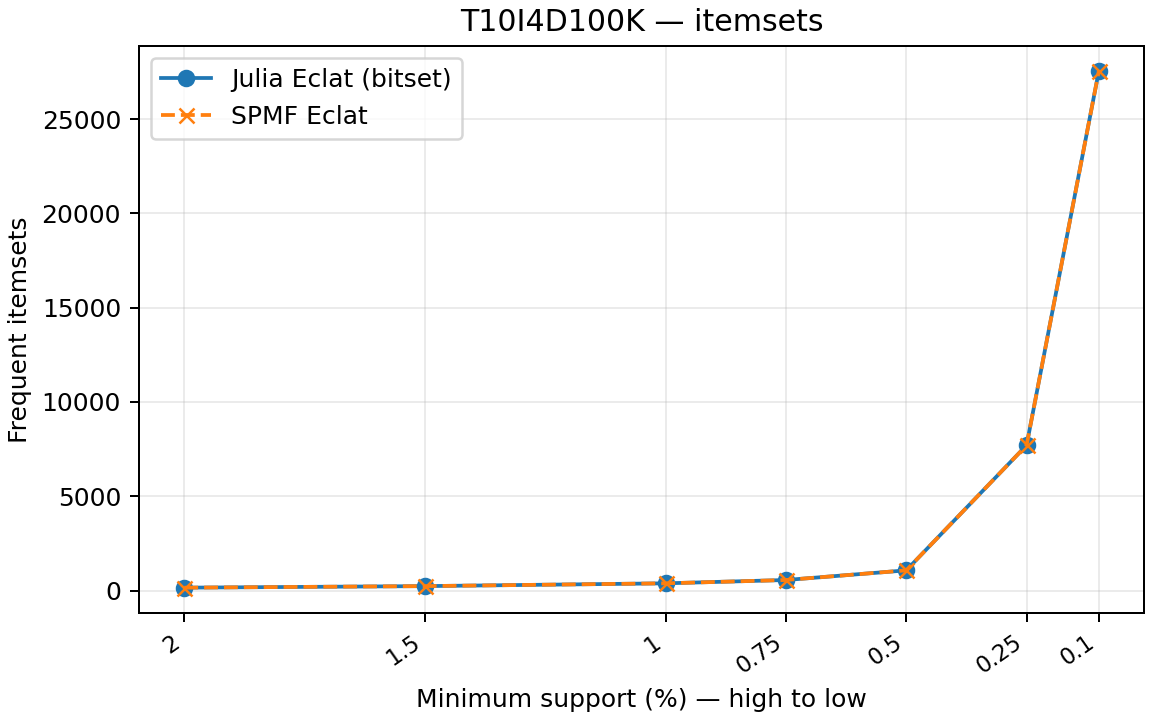 T10I4D100K — itemsets
Julia Eclat (bitset)
SPMF Eclat
Frequent itemsets
25000
20000
15000
10000
5000
0
2
1.5
1
0.75
0.5
0.25
0.1
Minimum support (%) — high to low